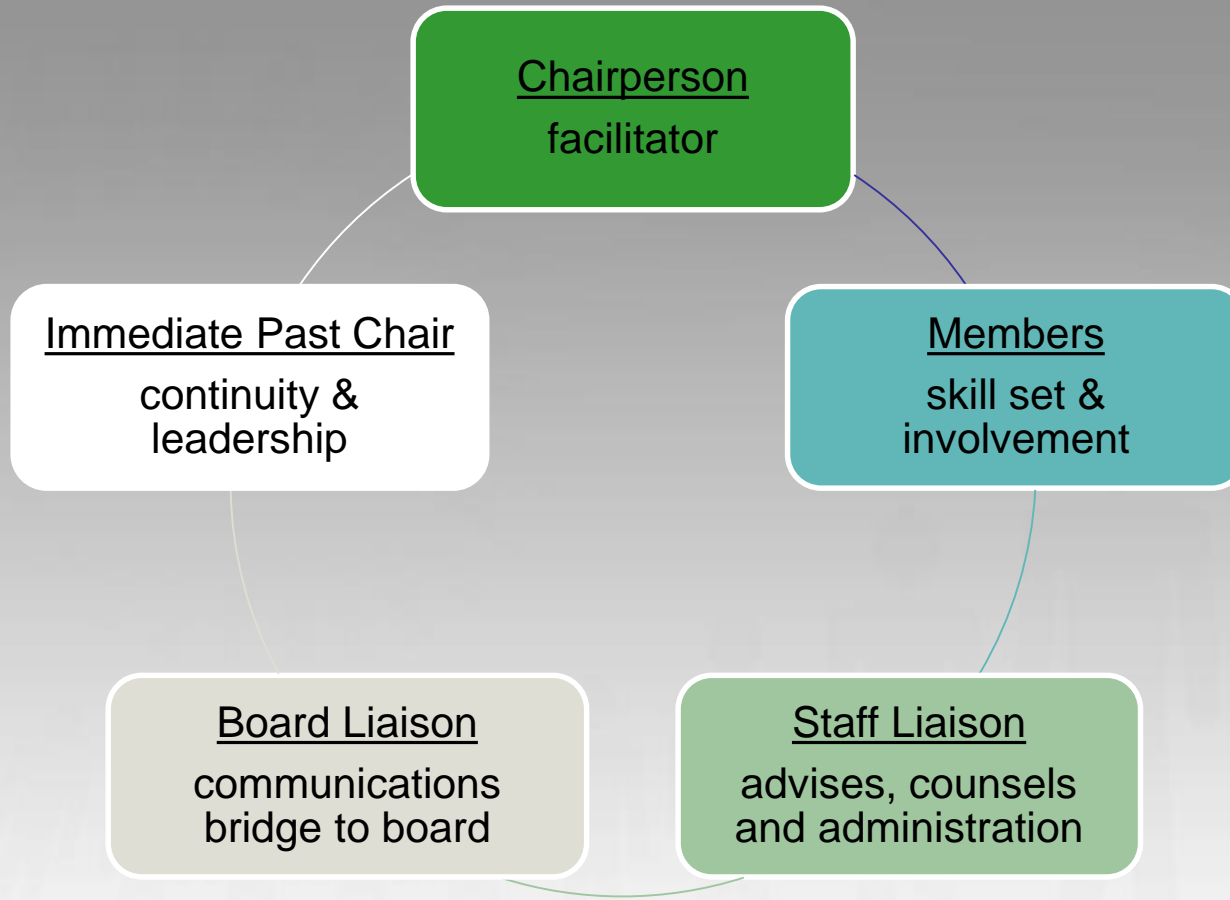 Chairperson
facilitator
Immediate Past Chair
continuity &
leadership
Members
skill set &
involvement
Board Liaison
communications
bridge to board
Staff Liaison
advises, counsels
and administration